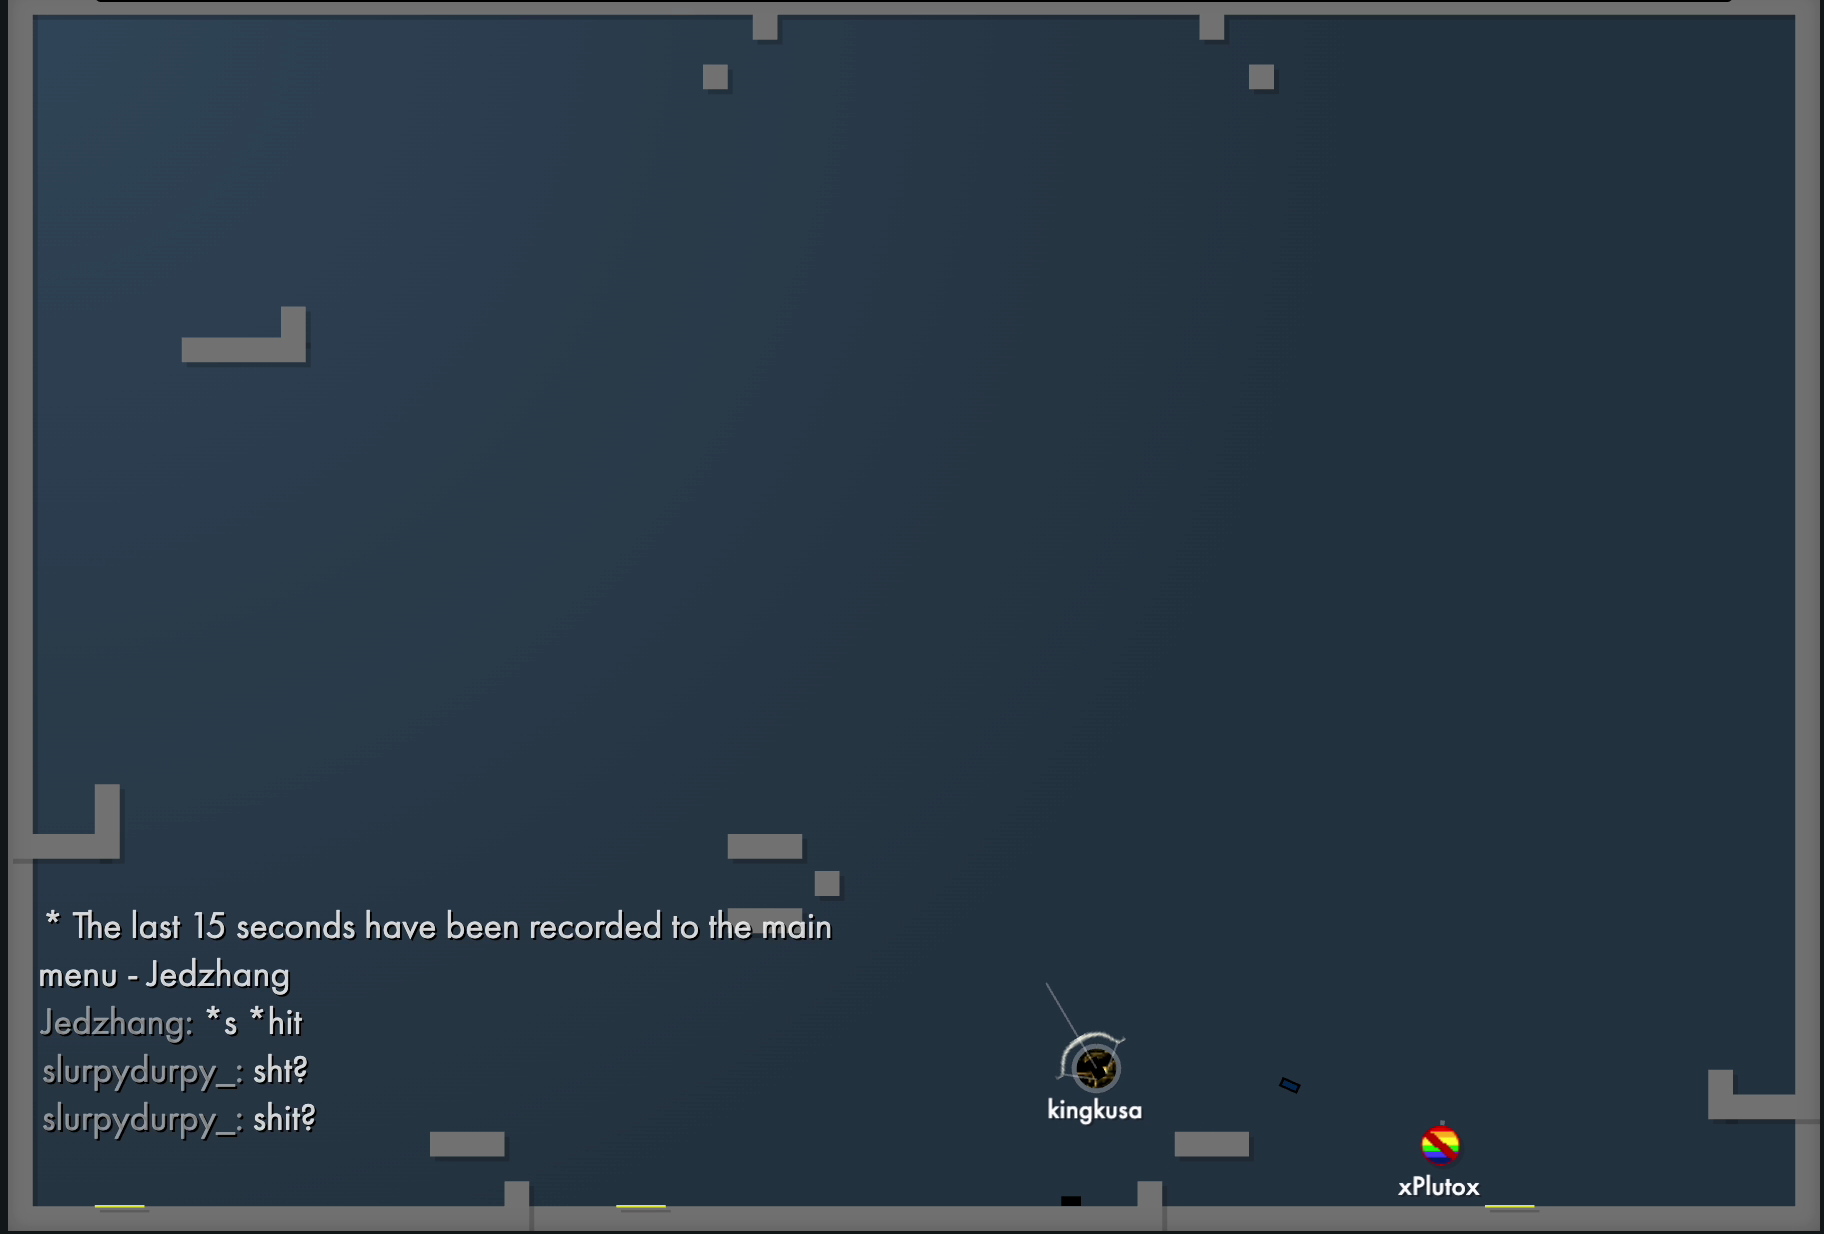 * The last 15 seconds have been recorded to the main
menu - Jedzhang
Jedzhang: *s *hit
slurpydurpy_: sht?
slurpydurpy_: shit?
kingkusa
xPlutox